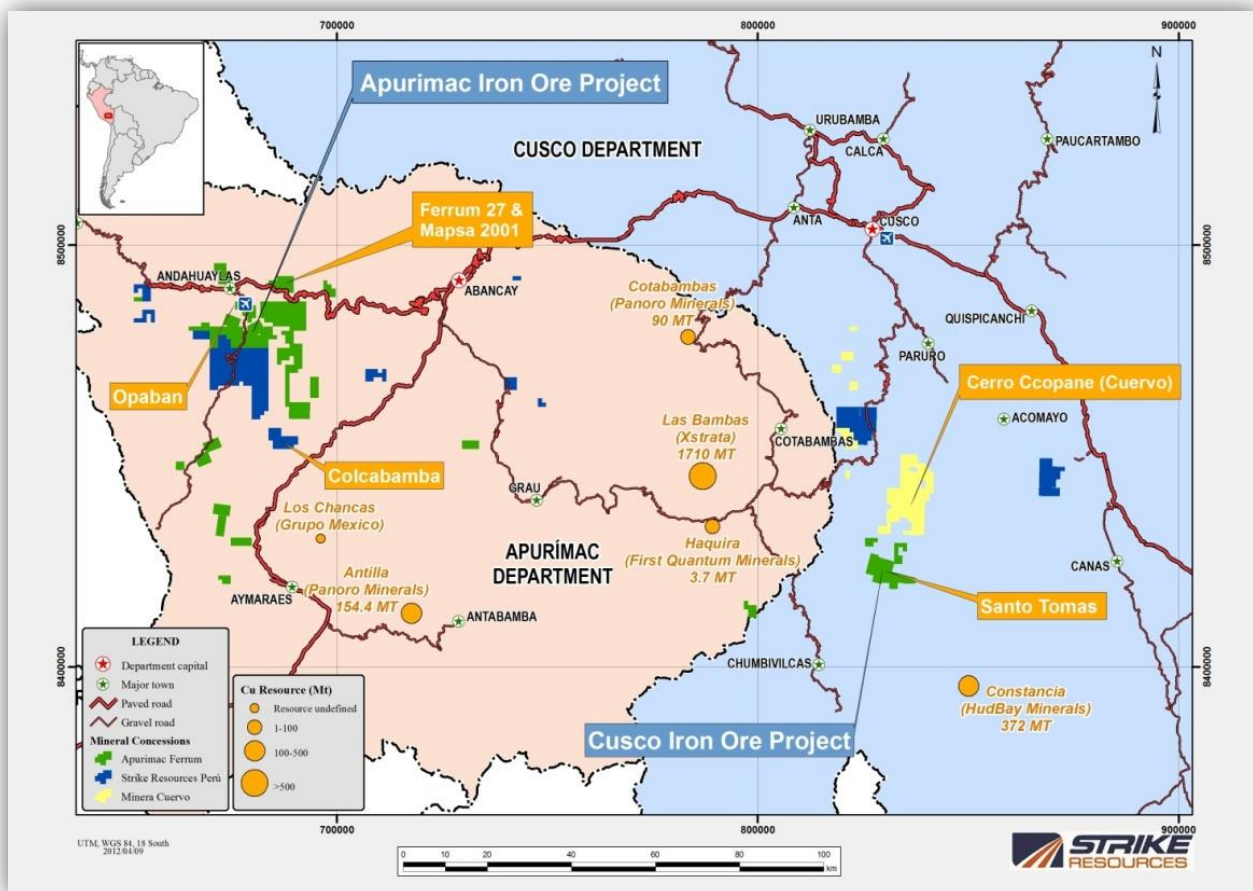 700000
800000
900000
N
Apurimac Iron Ore Project
CUSCO DEPARTMENT
URUBAMBA
CALCA
PAUCARTAMBO
Ferrum 27 &
Mapsa 2001
ANTA
CUSCO
8500000
8500000
ANDAHUAYLAS
ABANCAY
Cotabambas
(Panoro Minerals)
90 MT
QUISPICANCHI
PARURO
Opaban
Cerro Ccopane (Cuervo)
ACOMAYO
Las Bambas
(Xstrata)
1710 MT
COTABAMBAS
Colcabamba
GRAU
Los Chancas
(Grupo Mexico)
Haquira
(First Quantum Minerals)
3.7 MT
APURÍMAC
DEPARTMENT
CANAS
Antilla
(Panoro Minerals)
154.4 MT
AYMARAES
ANTABAMBA
Santo Tomas
CHUMBIVILCAS
8400000
8400000
Constancia
(HudBay Minerals)
372 MT
Cusco Iron Ore Project
LEGEND
Department capital
Major town
Paved road
Gravel road
Mineral Concessions
Apurimac Ferrum
Strike Resources Perú
Minera Cuervo
Cu Resource (Mt)
Resource undefined
1-100
100-500
>500
700000
800000
900000
UTM, WGS 84, 18 South
2012/04/09
0 10 20 40 60 80 100
km
STRIKE
RESOURCES